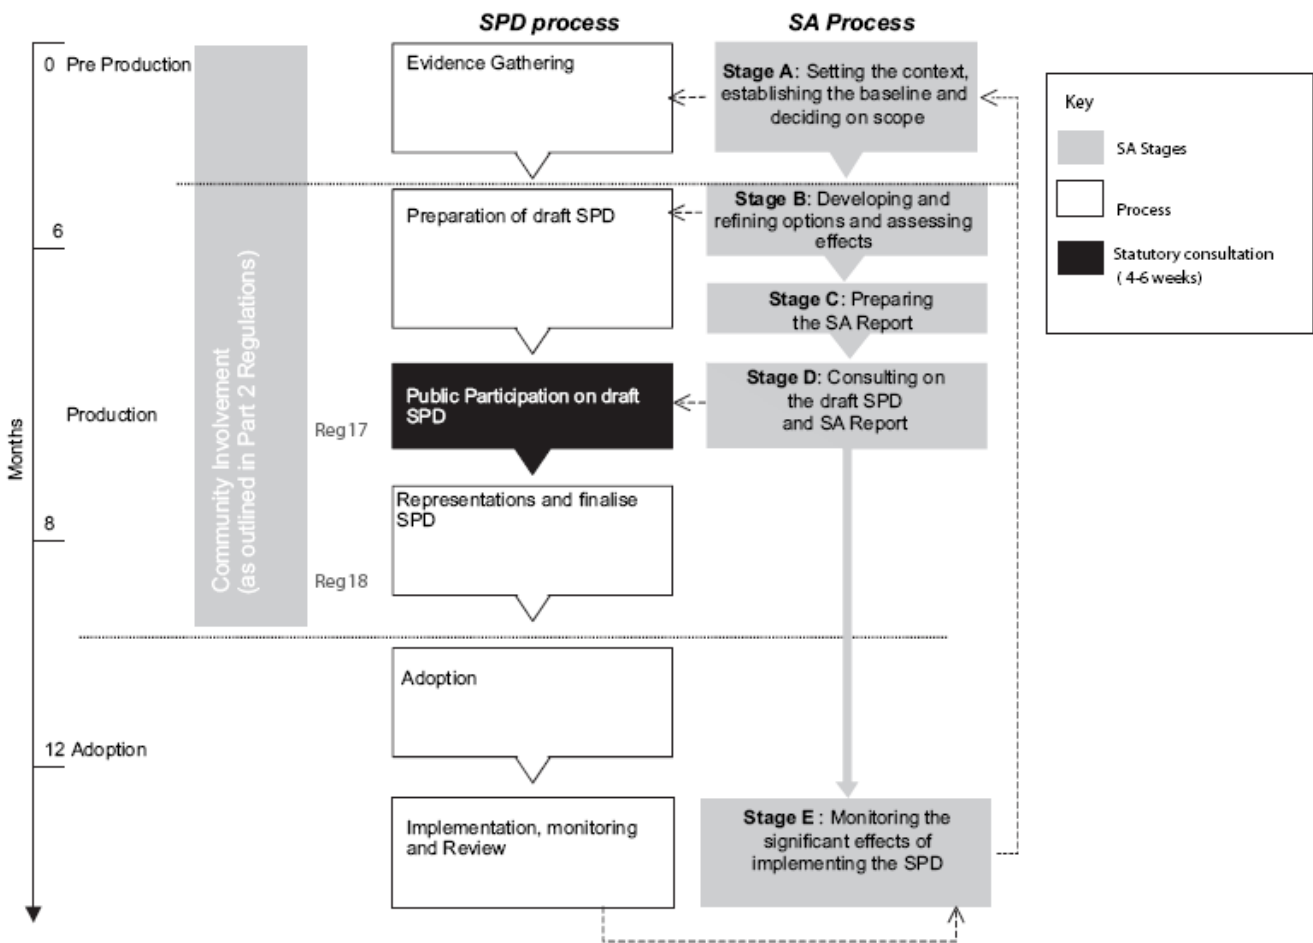 SPD process
SA Process
0 Pre Production
Evidence Gathering
Stage A: Setting the context,
establishing the baseline and
deciding on scope
Key
SA Stages
Process
Statutory consultation
( 4-6 weeks)
6
Preparation of draft SPD
Stage B: Developing and
refining options and assessing
effects
Stage C: Preparing
the SA Report
Months
Production
Community Involvement
(as outlined in Part 2 Regulations)
Reg17
Public Participation on draft
SPD
Stage D: Consulting on
the draft SPD
and SA Report
8
Representations and finalise
SPD
Reg18
Adoption
12 Adoption
Implementation, monitoring
and Review
Stage E : Monitoring the
significant effects of
implementing the SPD